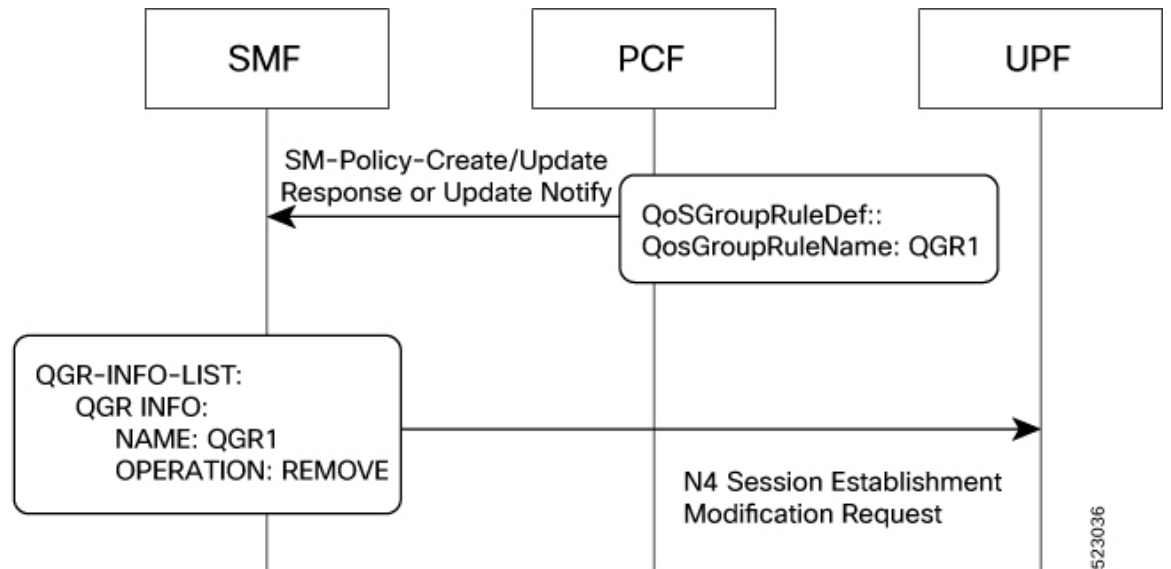 SMF
PCF
UPF
SM-Policy-Create/Update
Response or Update Notify
QoSGroupRuleDef::
QosGroupRuleName: QGR1
QGR-INFO-LIST:
QGR INFO:
NAME: QGR1
OPERATION: REMOVE
N4 Session Establishment
Modification Request
523036